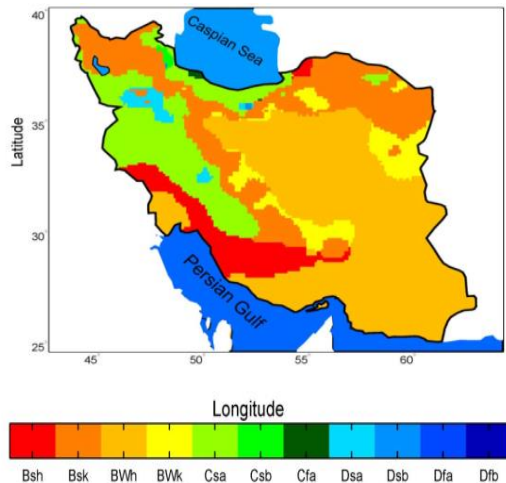 40
Caspian Sea
35
Latitude
30
Persian Gulf
25
45 50 55 60
Longitude
Bsh Bsk BWh BWk Csa Csb Cfa Dsa Dsb Dfa Dfb